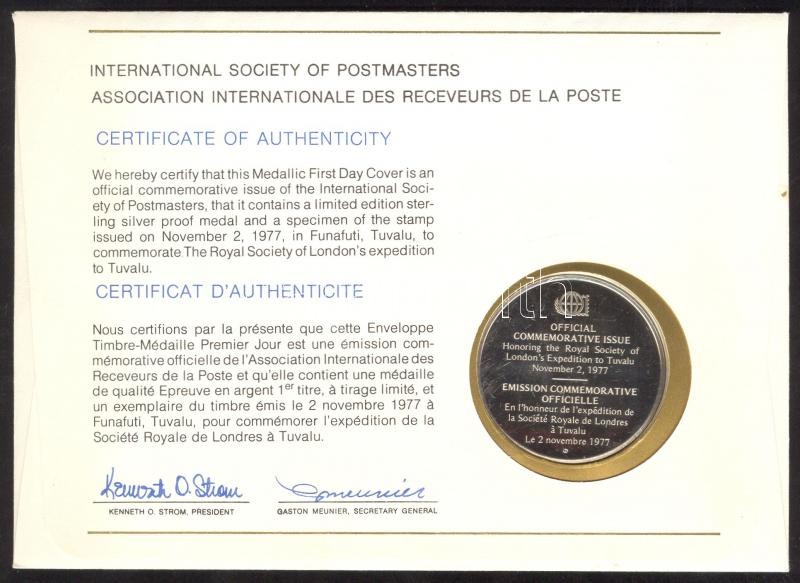 INTERNATIONAL SOCIETY OF POSTMASTERS
ASSOCIATION INTERNATIONALE DES RECEVEURS DE LA POSTE
CERTIFICATE OF AUTHENTICITY
We hereby certify that this Medallic First Day Cover is an
official commemorative issue of the International Soci-
ety of Postmasters, that it contains a limited edition ster-
ling silver proof medal and a specimen of the stamp
issued on November 2, 1977, in Funafuti, Tuvalu, to
commemorate The Royal Society of London's expedition
to Tuvalu.
CERTIFICAT D'AUTHENTICITE
Nous certifions par la présente que cette Enveloppe
Timbre-Médaille Premier Jour est une émission com-
mémorative officielle de l'Association Internationale des
Receveurs de la Poste et qu'elle contient une médaille
de qualité Epreuve en argent 1er titre, à tirage limité, et
un exemplaire du timbre émis le 2 novembre 1977 à
Funafuti, Tuvalu, pour commémorer l'expédition de la
Société Royale de Londres à Tuvalu.
Kenneth O. Strom
KENNETH O. STROM, PRESIDENT
G Meunier
GASTON MEUNIER, SECRETARY GENERAL
OFFICIAL
COMMEMORATIVE ISSUE
Honoring the Royal Society of
London's Expedition to Tuvalu
November 2, 1977
EMISSION COMMEMORATIVE
OFFICIELLE
En l'honneur de l'expédition de
la Société Royale de Londres
à Tuvalu
Le 2 novembre 1977